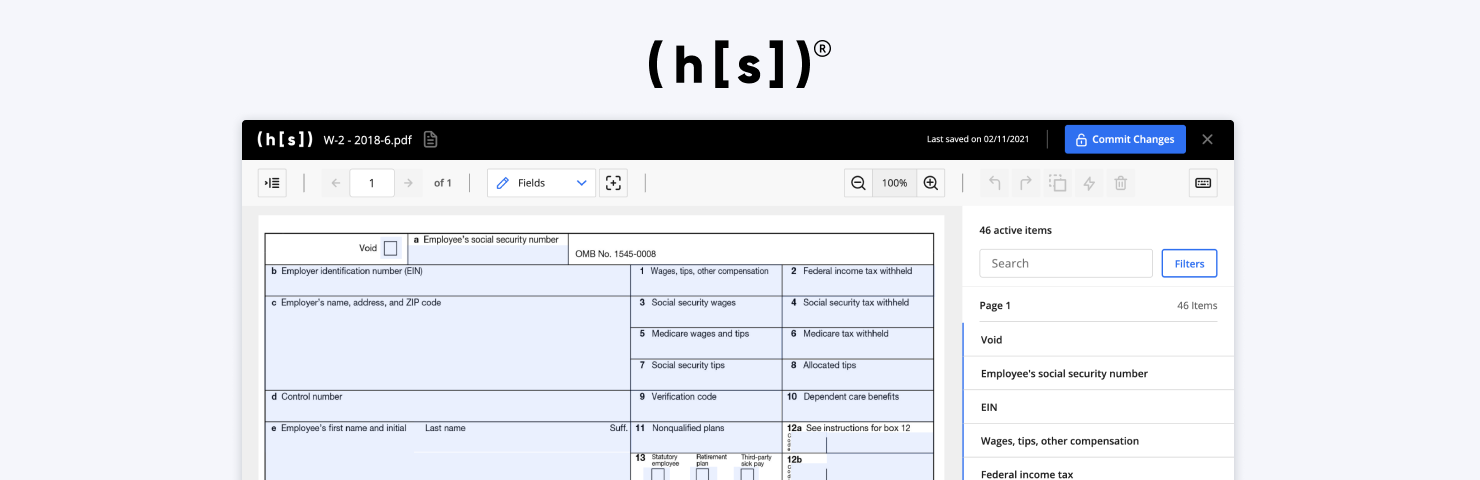 (h[s])®
(h[s]) W-2 - 2018-6.pdf Last saved on 02/11/2021 Commit Changes
1 of 1 Fields 100%
46 active items
Search Filters
Page 1 46 Items
Void
Employee's social security number
EIN
Wages, tips, other compensation
Federal income tax
Void a Employee's social security number
OMB No. 1545-0008
b Employer identification number (EIN)
1 Wages, tips, other compensation
2 Federal income tax withheld
c Employer's name, address, and ZIP code
3 Social security wages
4 Social security tax withheld
5 Medicare wages and tips
6 Medicare tax withheld
7 Social security tips
8 Allocated tips
d Control number
9 Verification code
10 Dependent care benefits
e Employee's first name and initial Last name Suff.
11 Nonqualified plans
12a See instructions for box 12
Code
13 Statutory employee Retirement plan Third-party sick pay
12b
Code